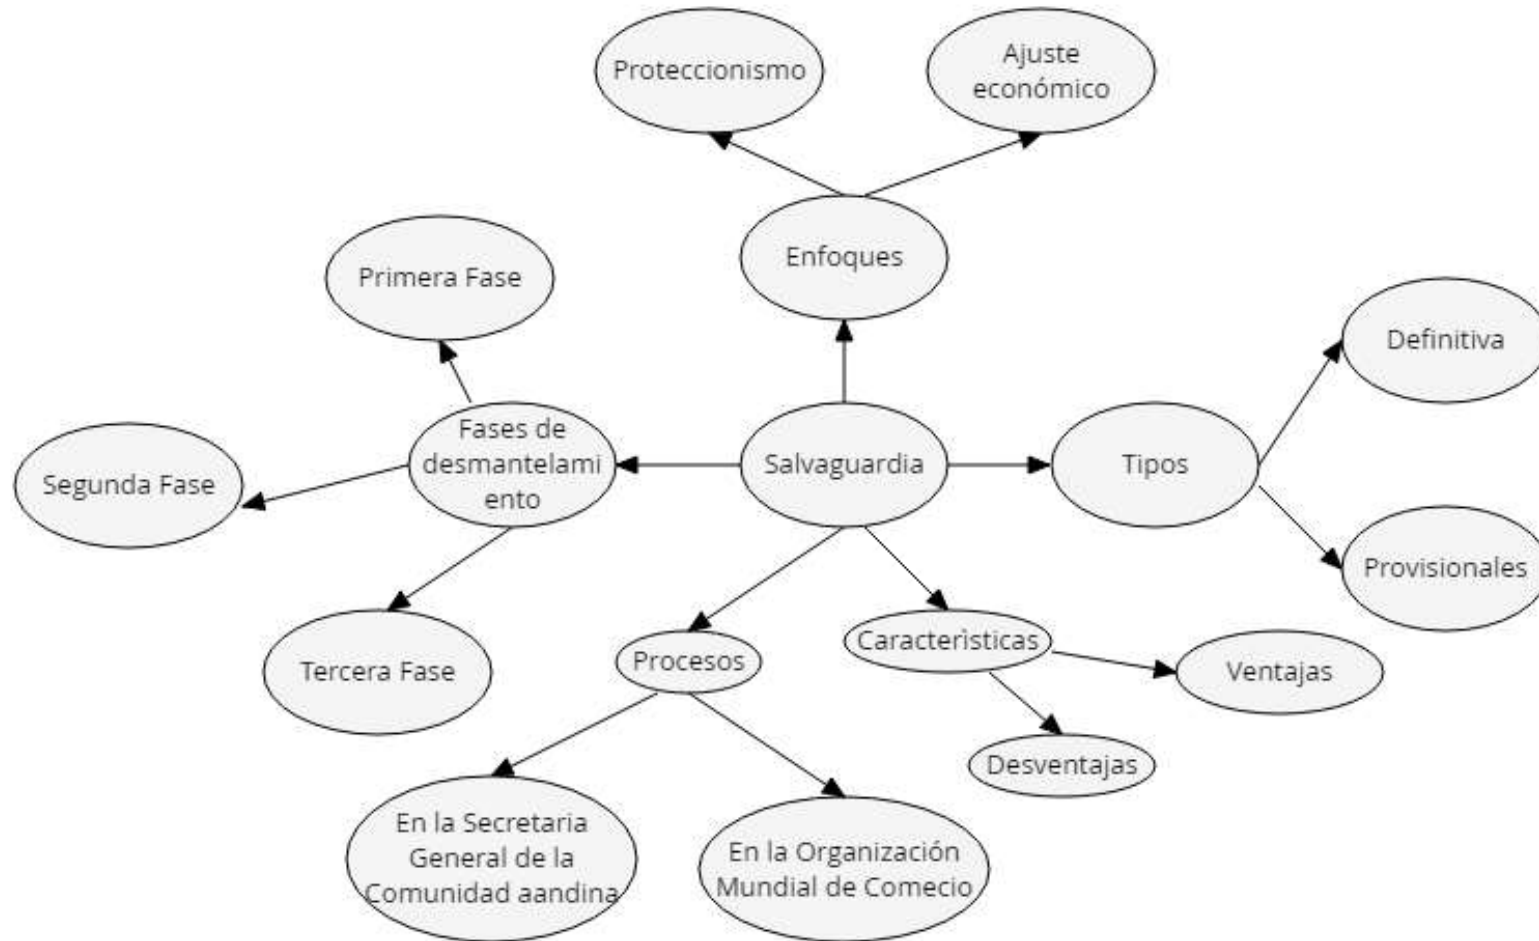 Proteccionismo
Ajuste
económico
Enfoques
Primera Fase
Definitiva
Fases de
desmantelami
ento
Salvaguardia
Tipos
Segunda Fase
Provisionales
Tercera Fase
Procesos
Caracterìsticas
Ventajas
Desventajas
En la Secretaria
General de la
Comunidad aandina
En la Organización
Mundial de Comecio